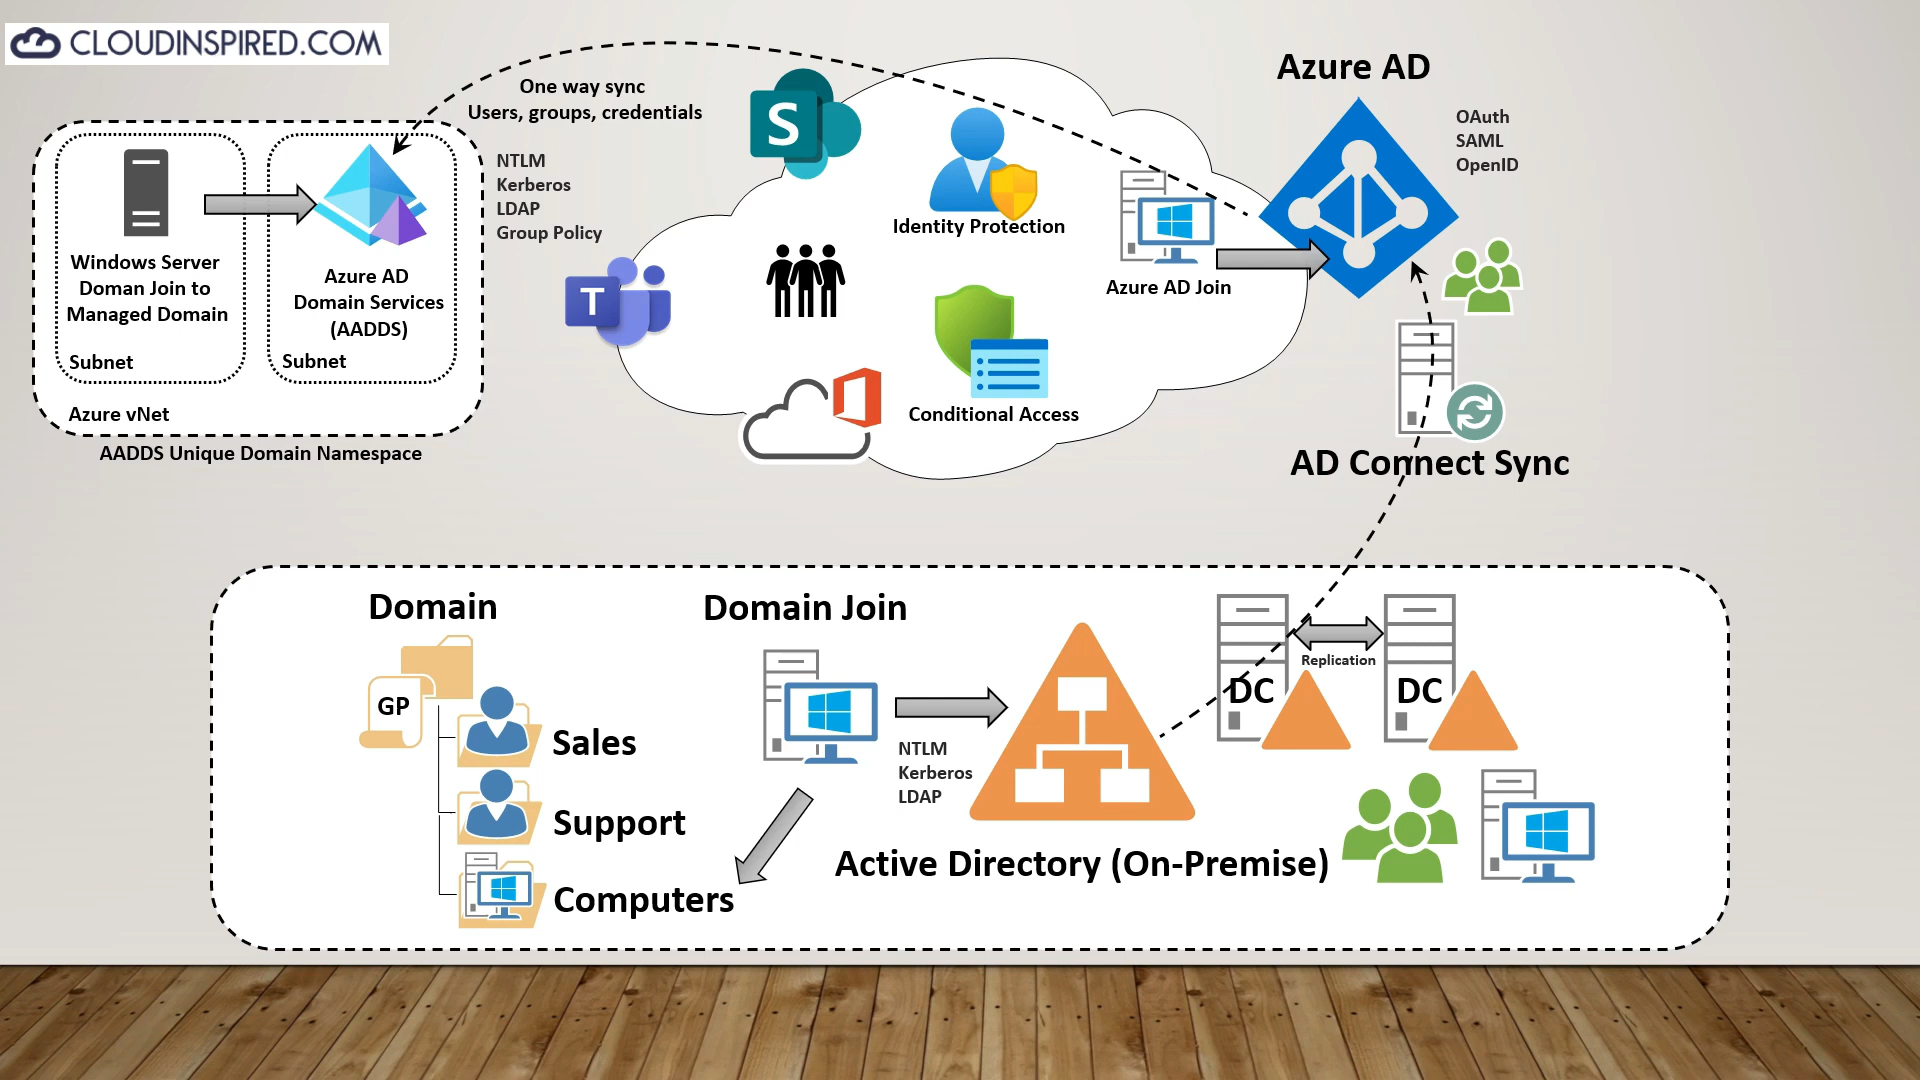 CLOUDINSPIRED.COM
One way sync
Users, groups, credentials
NTLM
Kerberos
LDAP
Group Policy
Windows Server
Doman Join to
Managed Domain
Subnet
Azure AD
Domain Services
(AADDS)
Subnet
Azure vNet
AADDS Unique Domain Namespace
S
T
Identity Protection
Conditional Access
Azure AD Join
Azure AD
OAuth
SAML
OpenID
AD Connect Sync
Domain
GP
Sales
Support
Computers
Domain Join
NTLM
Kerberos
LDAP
Active Directory (On-Premise)
DC
Replication
DC